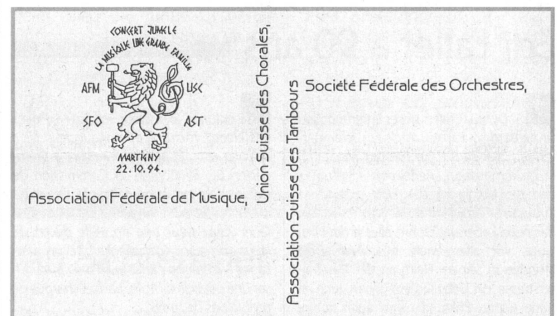 CONCERT JUMELÉ
LA MUSIQUE UNE GRANDE FAMILLE
AFM
USC
SFO
AST
MARTIGNY
22.10.94.
Association Fédérale de Musique,
Union Suisse des Chorales,
Association Suisse des Tambours
Société Fédérale des Orchestres,